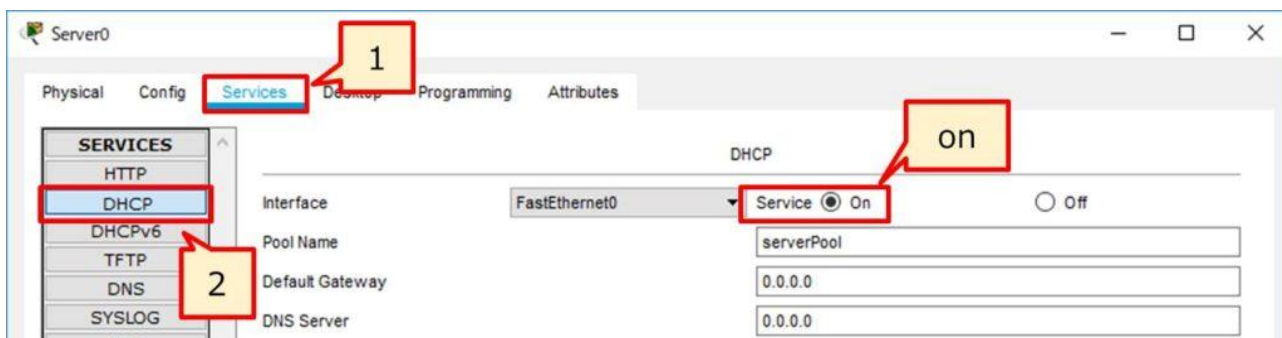 Server0
1
Physical Config Services Desktop Programming Attributes
SERVICES
HTTP
DHCP
DHCPv6
TFTP
DNS
SYSLOG
2
DHCP
on
Interface FastEthernet0 Service On Off
Pool Name serverPool
Default Gateway 0.0.0.0
DNS Server 0.0.0.0